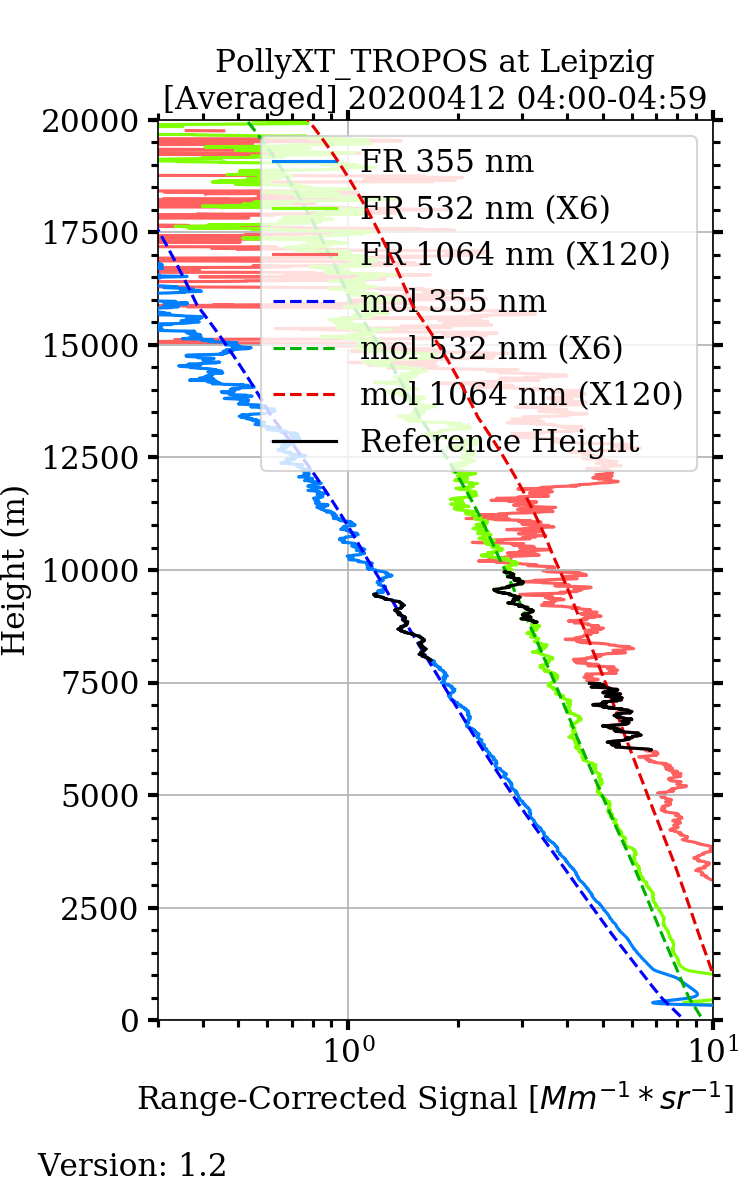 PollyXT_TROPOS at Leipzig
[Averaged] 20200412 04:00-04:59
20000
17500
15000
12500
10000
7500
5000
2500
0
Height (m)
FR 355 nm
FR 532 nm (X6)
FR 1064 nm (X120)
mol 355 nm
mol 532 nm (X6)
mol 1064 nm (X120)
Reference Height
10⁰ 10¹
Range-Corrected Signal [Mm⁻¹ * sr⁻¹]
Version: 1.2